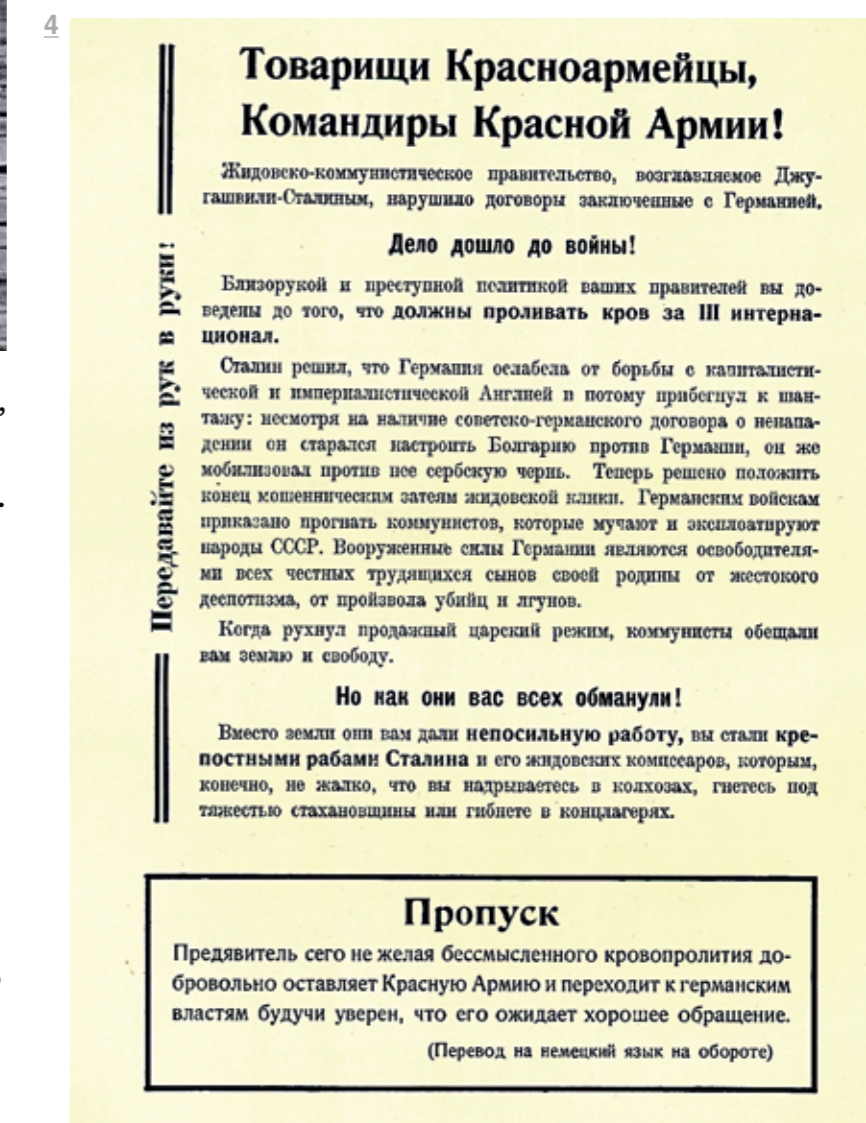 4
Товарищи Красноармейцы,
Командиры Красной Армии!
Жидовско-коммунистическое правительство, возглавляемое Джу-
гашвили-Сталиным, нарушило договоры заключенные с Германией.
Дело дошло до войны!
Близорукой и преступной политикой ваших правителей вы до-
ведены до того, что должны проливать кров за III интерна-
ционал.
Сталин решил, что Германия ослабела от борьбы с капиталисти-
ческой и империалистической Англией и потому прибегнул к шан-
тажу: несмотря на наличие советско-германского договора о ненапа-
дении он старался настроить Болгарию против Германии, он же
мобилизовал против нее сербскую чернь. Теперь решено положить
конец мошенническим затеям жидовской клики. Германским войскам
приказано прогнать коммунистов, которые мучают и эксплоатируют
народы СССР. Вооруженные силы Германии являются освободителя-
ми всех честных трудящихся сынов своей родины от жестокого
деспотизма, от пройзвола убийц и лгунов.
Когда рухнул продажный царский режим, коммунисты обещали
вам землю и свободу.
Но как они вас всех обманули!
Вместо земли они вам дали непосильную работу, вы стали кре-
постными рабами Сталина и его жидовских комиссаров, которым,
конечно, не жалко, что вы надрываетесь в колхозах, гнетесь под
тяжестью стахановщины или гибнете в концлагерях.
Передавайте из рук в руки!
Пропуск
Предявитель сего не желая бессмысленного кровопролития до-
бровольно оставляет Красную Армию и переходит к германским
властям будучи уверен, что его ожидает хорошее обращение.
(Перевод на немецкий язык на обороте)